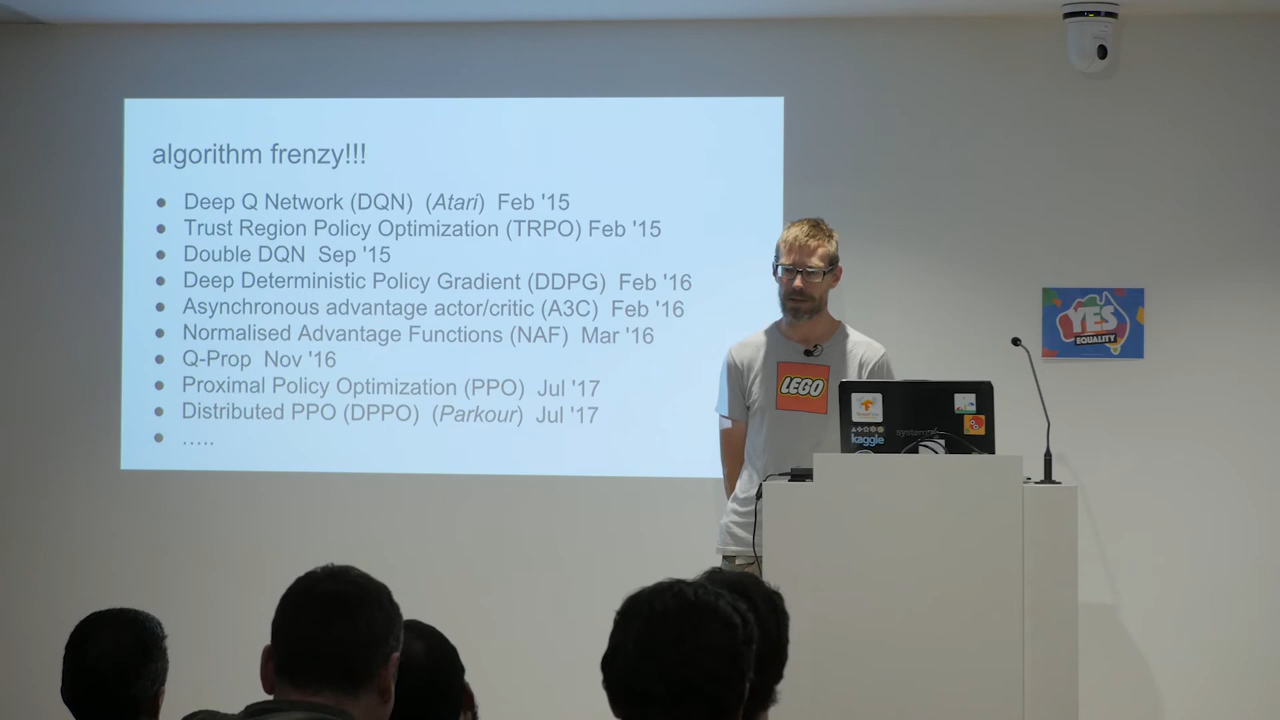 algorithm frenzy!!!
● Deep Q Network (DQN) (Atari) Feb '15
● Trust Region Policy Optimization (TRPO) Feb '15
● Double DQN Sep '15
● Deep Deterministic Policy Gradient (DDPG) Feb '16
● Asynchronous advantage actor/critic (A3C) Feb '16
● Normalised Advantage Functions (NAF) Mar '16
● Q-Prop Nov '16
● Proximal Policy Optimization (PPO) Jul '17
● Distributed PPO (DPPO) (Parkour) Jul '17
● .....
LEGO
kaggle
YES
EQUALITY